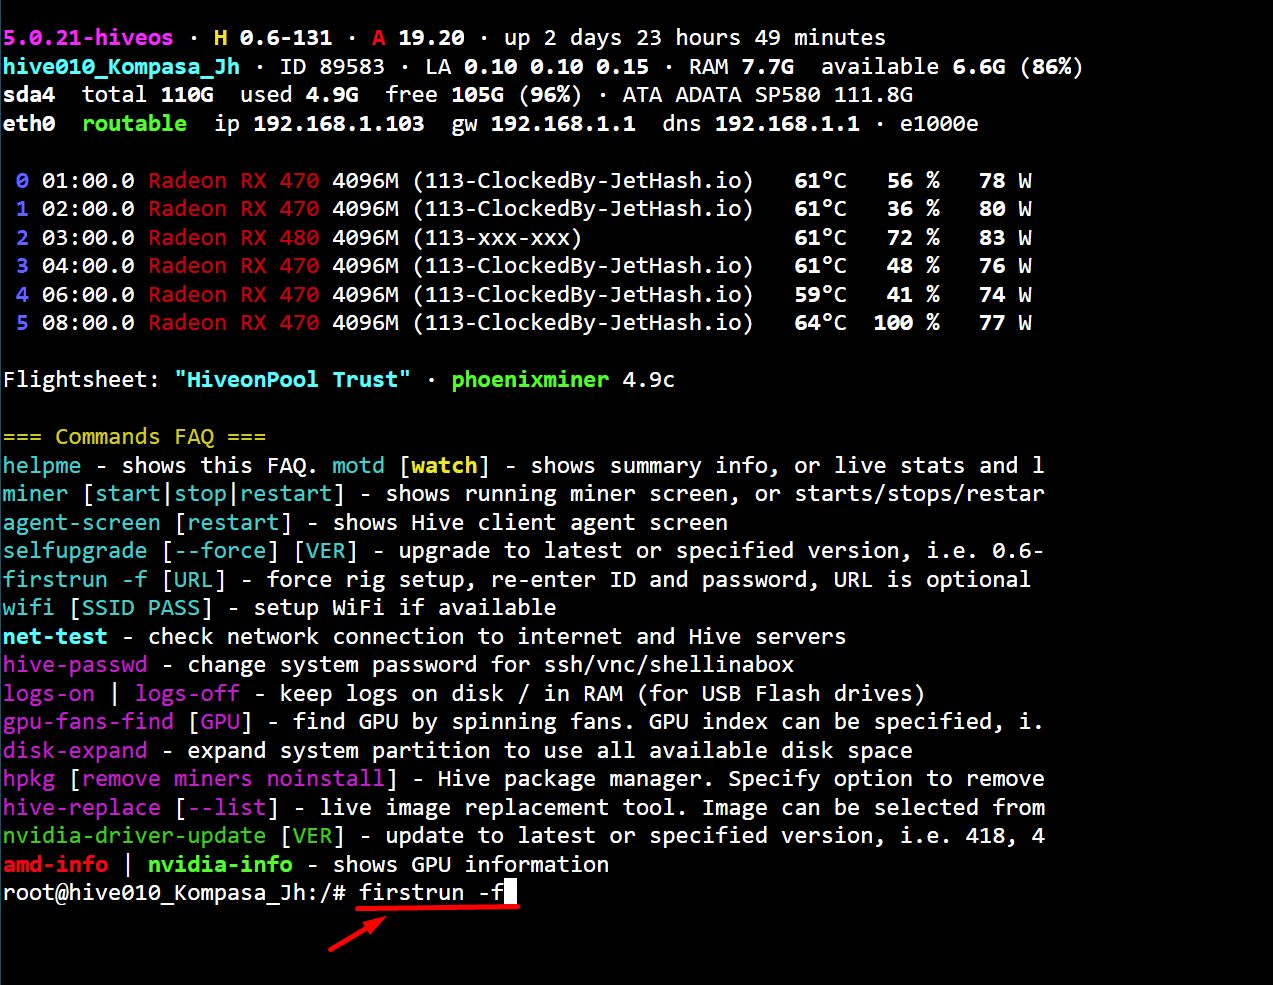 5.0.21-hiveos · H 0.6-131 · A 19.20 · up 2 days 23 hours 49 minutes
hive010_Kompasa_Jh · ID 89583 · LA 0.10 0.10 0.15 · RAM 7.7G available 6.6G (86%)
sda4 total 110G used 4.9G free 105G (96%) · ATA ADATA SP580 111.8G
eth0 routable ip 192.168.1.103 gw 192.168.1.1 dns 192.168.1.1 · e1000e
0 01:00.0 Radeon RX 470 4096M (113-ClockedBy-JetHash.io) 61°C 56 % 78 W
1 02:00.0 Radeon RX 470 4096M (113-ClockedBy-JetHash.io) 61°C 36 % 80 W
2 03:00.0 Radeon RX 480 4096M (113-xxx-xxx) 61°C 72 % 83 W
3 04:00.0 Radeon RX 470 4096M (113-ClockedBy-JetHash.io) 61°C 48 % 76 W
4 06:00.0 Radeon RX 470 4096M (113-ClockedBy-JetHash.io) 59°C 41 % 74 W
5 08:00.0 Radeon RX 470 4096M (113-ClockedBy-JetHash.io) 64°C 100 % 77 W
Flightsheet: "HiveonPool Trust" · phoenixminer 4.9c
=== Commands FAQ ===
helpme - shows this FAQ. motd [watch] - shows summary info, or live stats and l
miner [start|stop|restart] - shows running miner screen, or starts/stops/restar
agent-screen [restart] - shows Hive client agent screen
selfupgrade [--force] [VER] - upgrade to latest or specified version, i.e. 0.6-
firstrun -f [URL] - force rig setup, re-enter ID and password, URL is optional
wifi [SSID PASS] - setup WiFi if available
net-test - check network connection to internet and Hive servers
hive-passwd - change system password for ssh/vnc/shellinabox
logs-on | logs-off - keep logs on disk / in RAM (for USB Flash drives)
gpu-fans-find [GPU] - find GPU by spinning fans. GPU index can be specified, i.
disk-expand - expand system partition to use all available disk space
hpkg [remove miners noinstall] - Hive package manager. Specify option to remove
hive-replace [--list] - live image replacement tool. Image can be selected from
nvidia-driver-update [VER] - update to latest or specified version, i.e. 418, 4
amd-info | nvidia-info - shows GPU information
root@hive010_Kompasa_Jh:/# firstrun -f